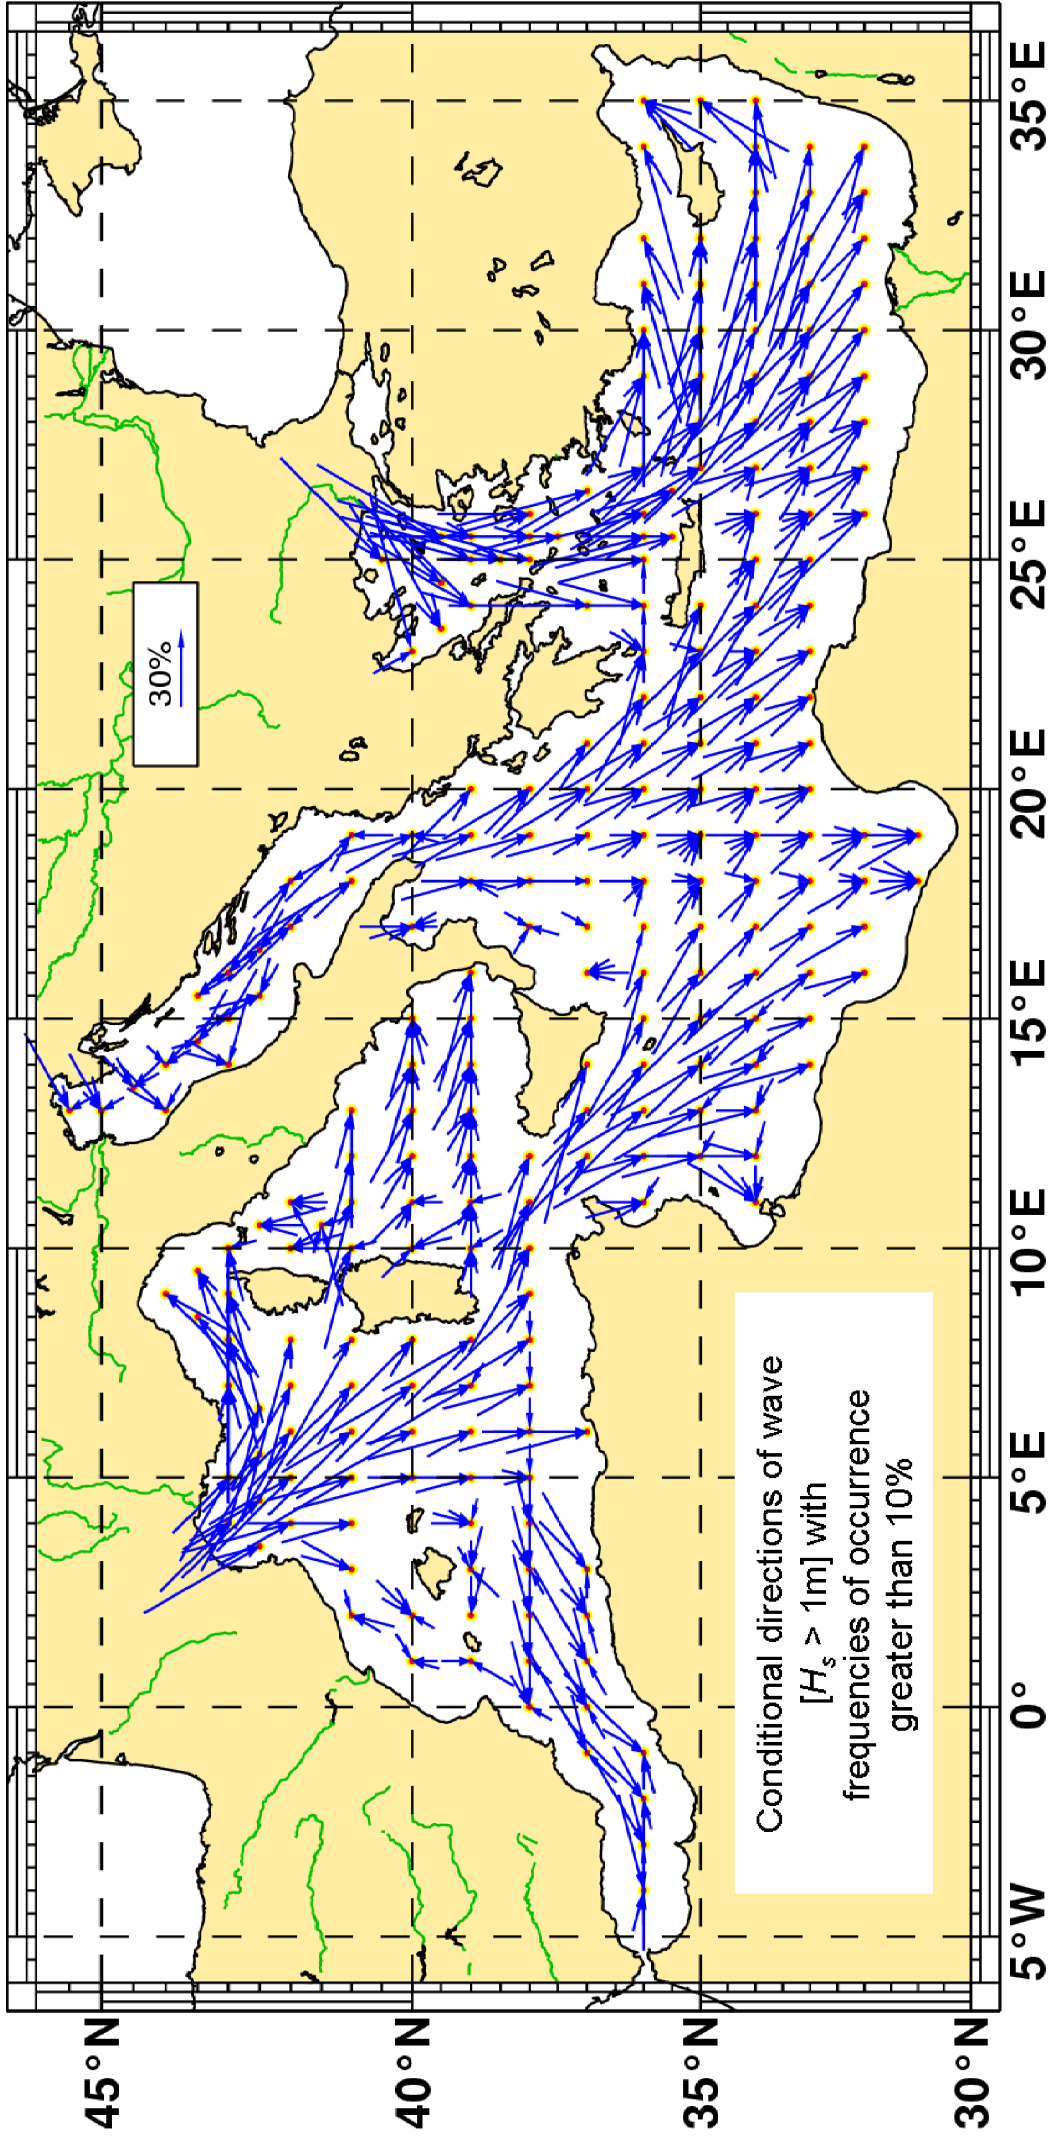 45°N
40°N
35°N
30°N
5°W
0°
5°E
10°E
15°E
20°E
25°E
30°E
35°E
30%
Conditional directions of wave
[Hs > 1m] with
frequencies of occurrence
greater than 10%